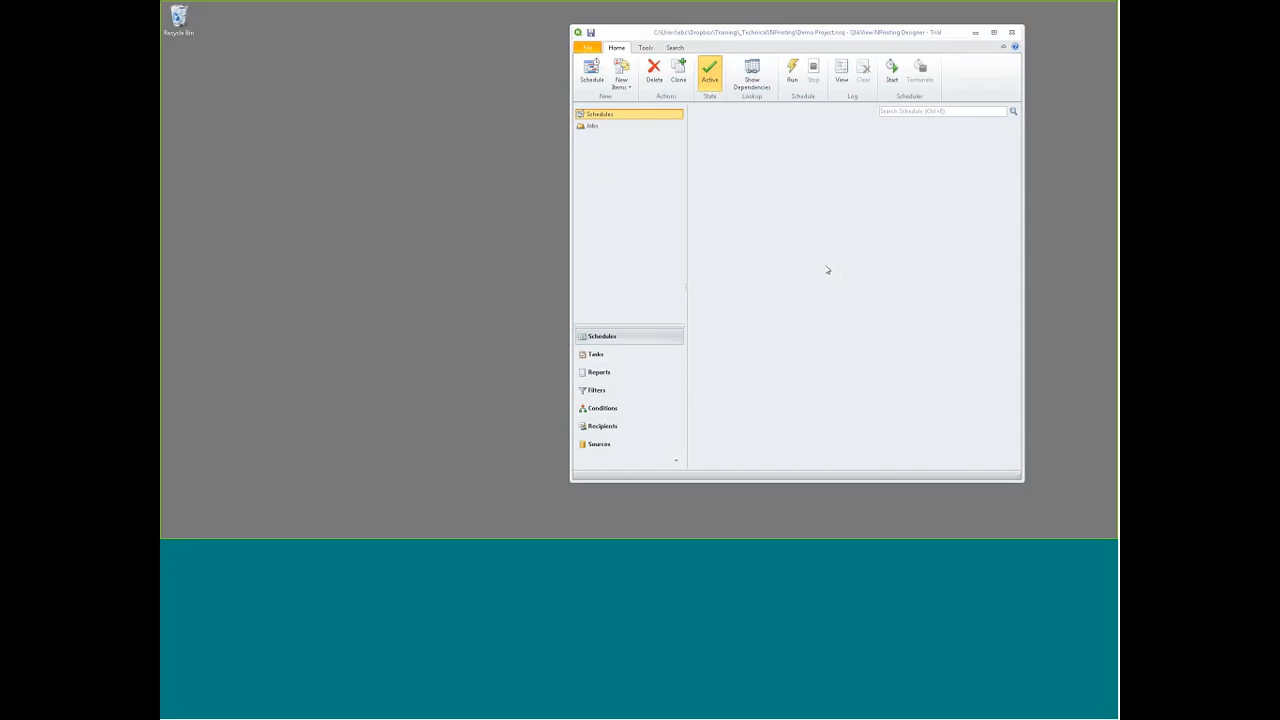 Recycle Bin
C:\Users\ebc\Dropbox\Training\_Technical\NPrinting\Demo Project.nsq - QlikView NPrinting Designer - Trial
File
Home
Tools
Search
Schedule
New Items
Delete
Clone
Active
Show Dependencies
Run
Stop
View
Clear
Start
Terminate
New
Actions
State
Lookup
Schedule
Log
Scheduler
Schedules
Jobs
Search Schedule (Ctrl+E)
Schedules
Tasks
Reports
Filters
Conditions
Recipients
Sources